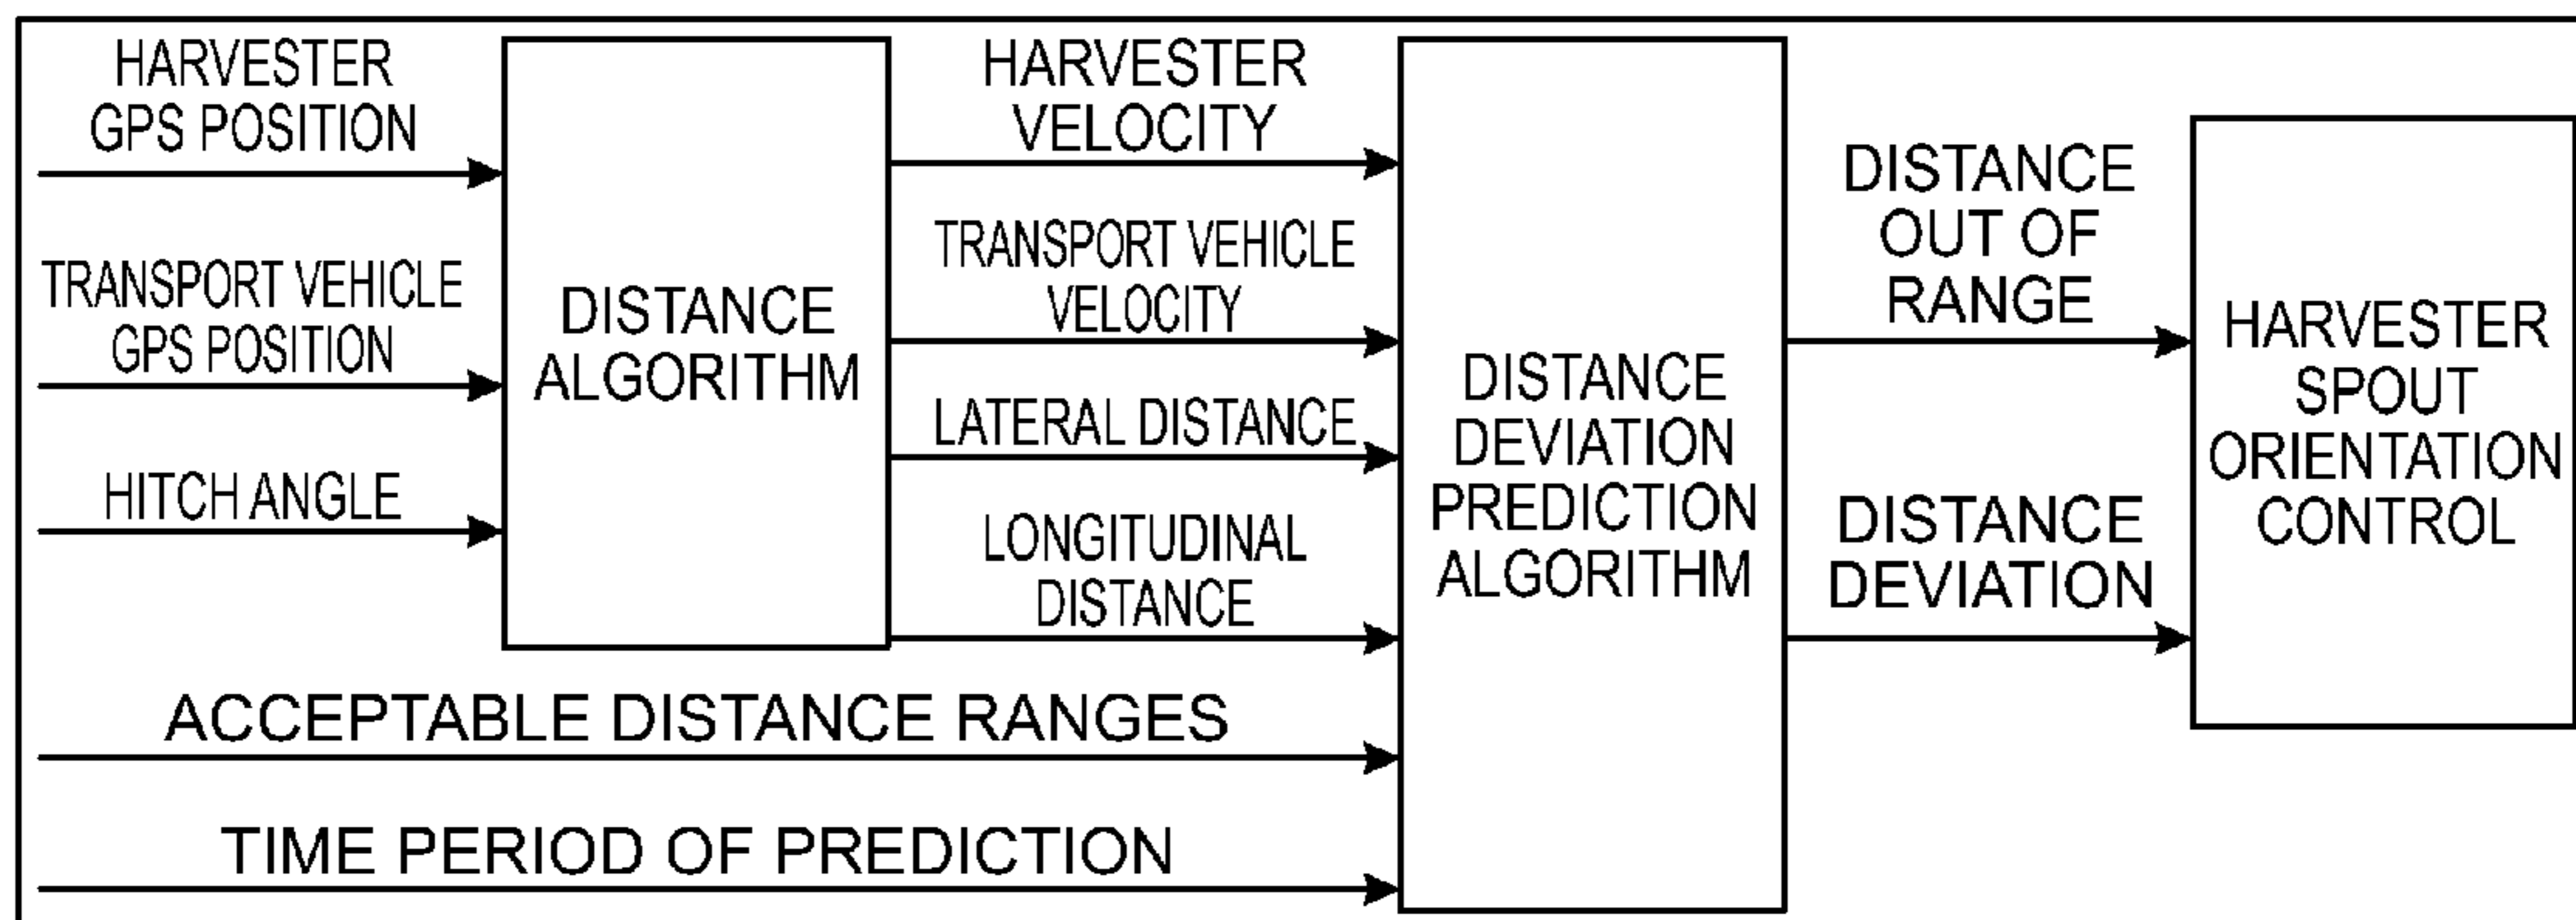 HARVESTER
GPS POSITION
TRANSPORT VEHICLE
GPS POSITION
HITCH ANGLE
DISTANCE
ALGORITHM
HARVESTER
VELOCITY
TRANSPORT VEHICLE
VELOCITY
LATERAL DISTANCE
LONGITUDINAL
DISTANCE
ACCEPTABLE DISTANCE RANGES
TIME PERIOD OF PREDICTION
DISTANCE
DEVIATION
PREDICTION
ALGORITHM
DISTANCE
OUT OF
RANGE
DISTANCE
DEVIATION
HARVESTER
SPOUT
ORIENTATION
CONTROL